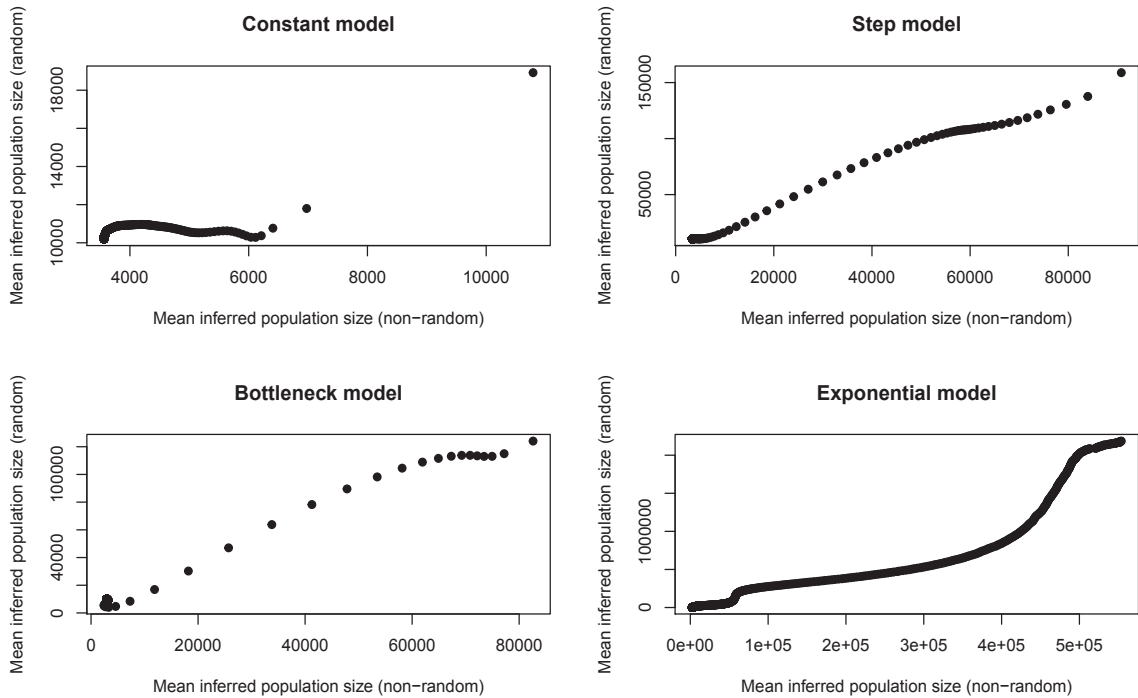 Constant model
Mean inferred population size (random)
18000
14000
10000
4000 6000 8000 10000
Mean inferred population size (non−random)
Step model
Mean inferred population size (random)
150000
50000
0 20000 40000 60000 80000
Mean inferred population size (non−random)
Bottleneck model
Mean inferred population size (random)
100000
40000
0
0 20000 40000 60000 80000
Mean inferred population size (non−random)
Exponential model
Mean inferred population size (random)
1000000
0
0e+00 1e+05 2e+05 3e+05 4e+05 5e+05
Mean inferred population size (non−random)